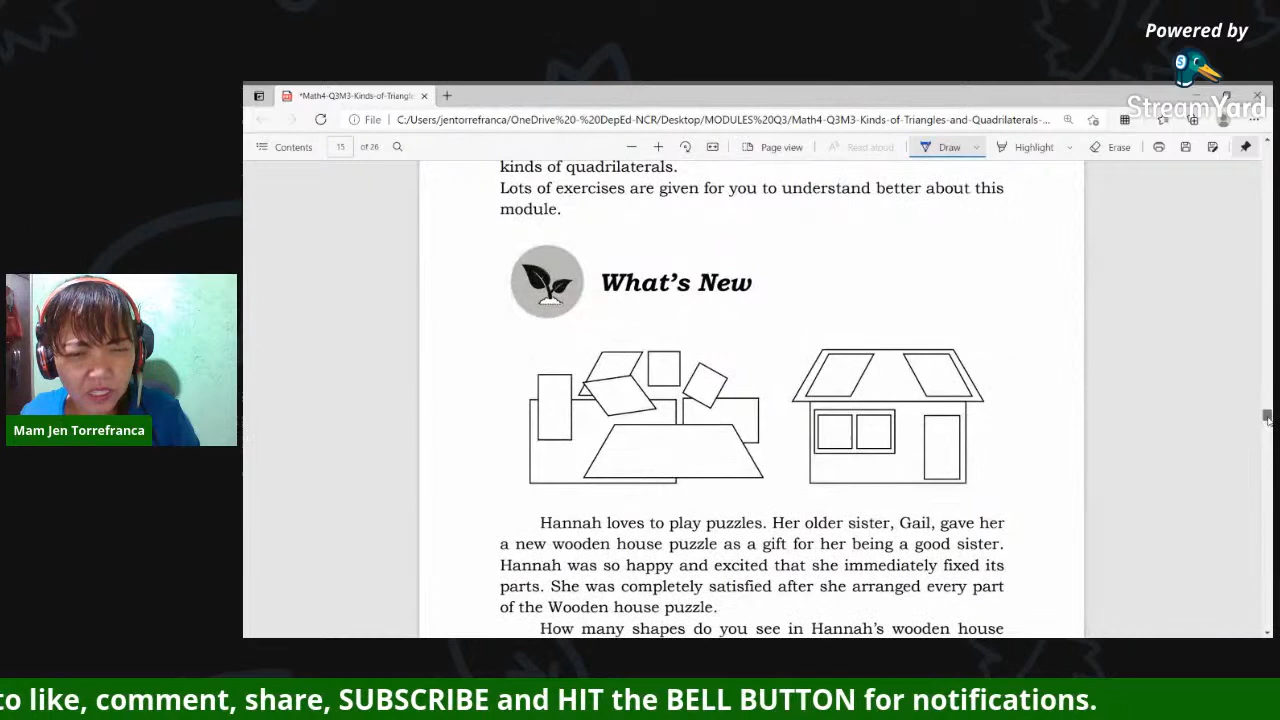 Powered by
StreamYard
*Math4-Q3M3-Kinds-of-Triangle
File
C:/Users/jentorrefranca/OneDrive%20-%20DepEd-NCR/Desktop/MODULES%20Q3/Math4-Q3M3-Kinds-of-Triangles-and-Quadrilaterals-...
Contents
15
of 26
Page view
Read aloud
Draw
Highlight
Erase
kinds of quadrilaterals.
Lots of exercises are given for you to understand better about this
module.
What's New
Hannah loves to play puzzles. Her older sister, Gail, gave her
a new wooden house puzzle as a gift for her being a good sister.
Hannah was so happy and excited that she immediately fixed its
parts. She was completely satisfied after she arranged every part
of the Wooden house puzzle.
How many shapes do you see in Hannah's wooden house
Mam Jen Torrefranca
to like, comment, share, SUBSCRIBE and HIT the BELL BUTTON for notifications.